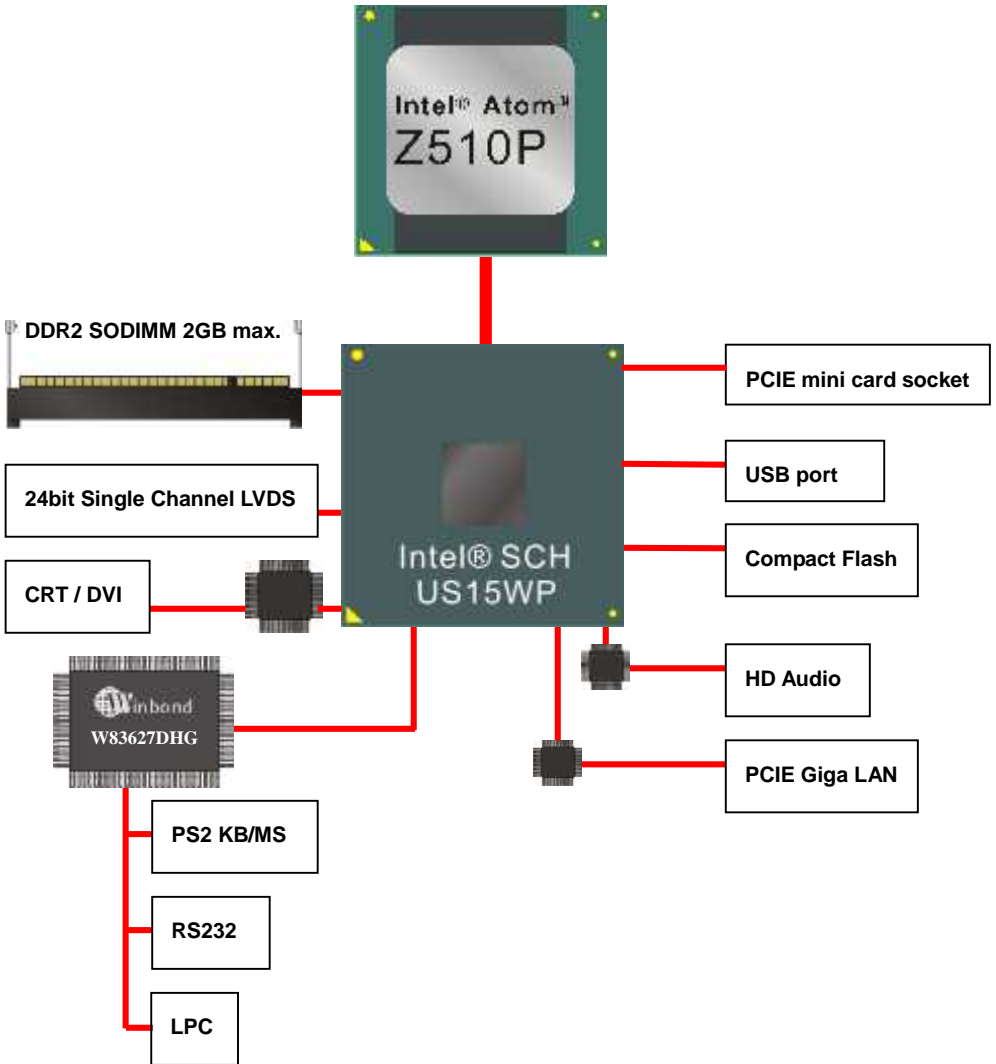 Intel® Atom™
Z510P
DDR2 SODIMM 2GB max.
PCIE mini card socket
USB port
24bit Single Channel LVDS
Intel® SCH
US15WP
Compact Flash
CRT / DVI
HD Audio
Winbond
W83627DHG
PCIE Giga LAN
PS2 KB/MS
RS232
LPC